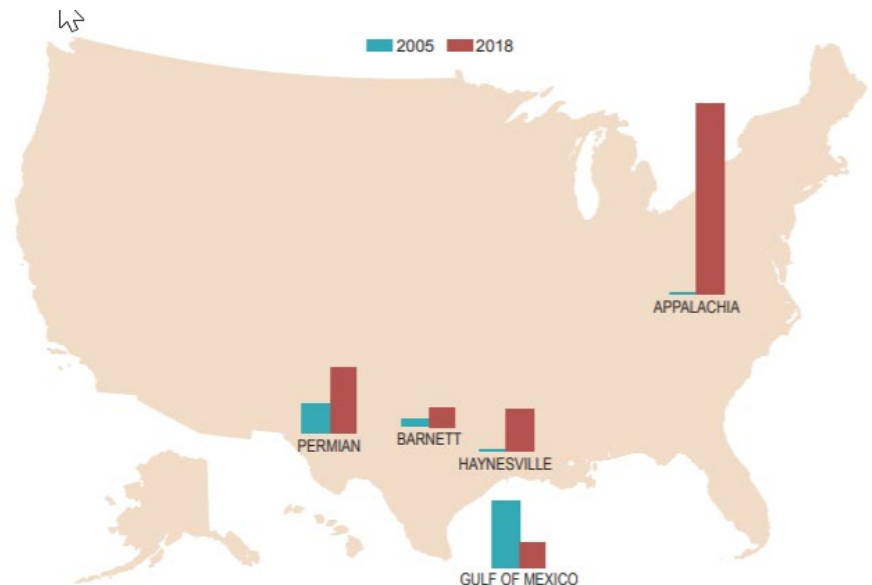 2005 2018
APPALACHIA
PERMIAN
BARNETT
HAYNESVILLE
GULF OF MEXICO